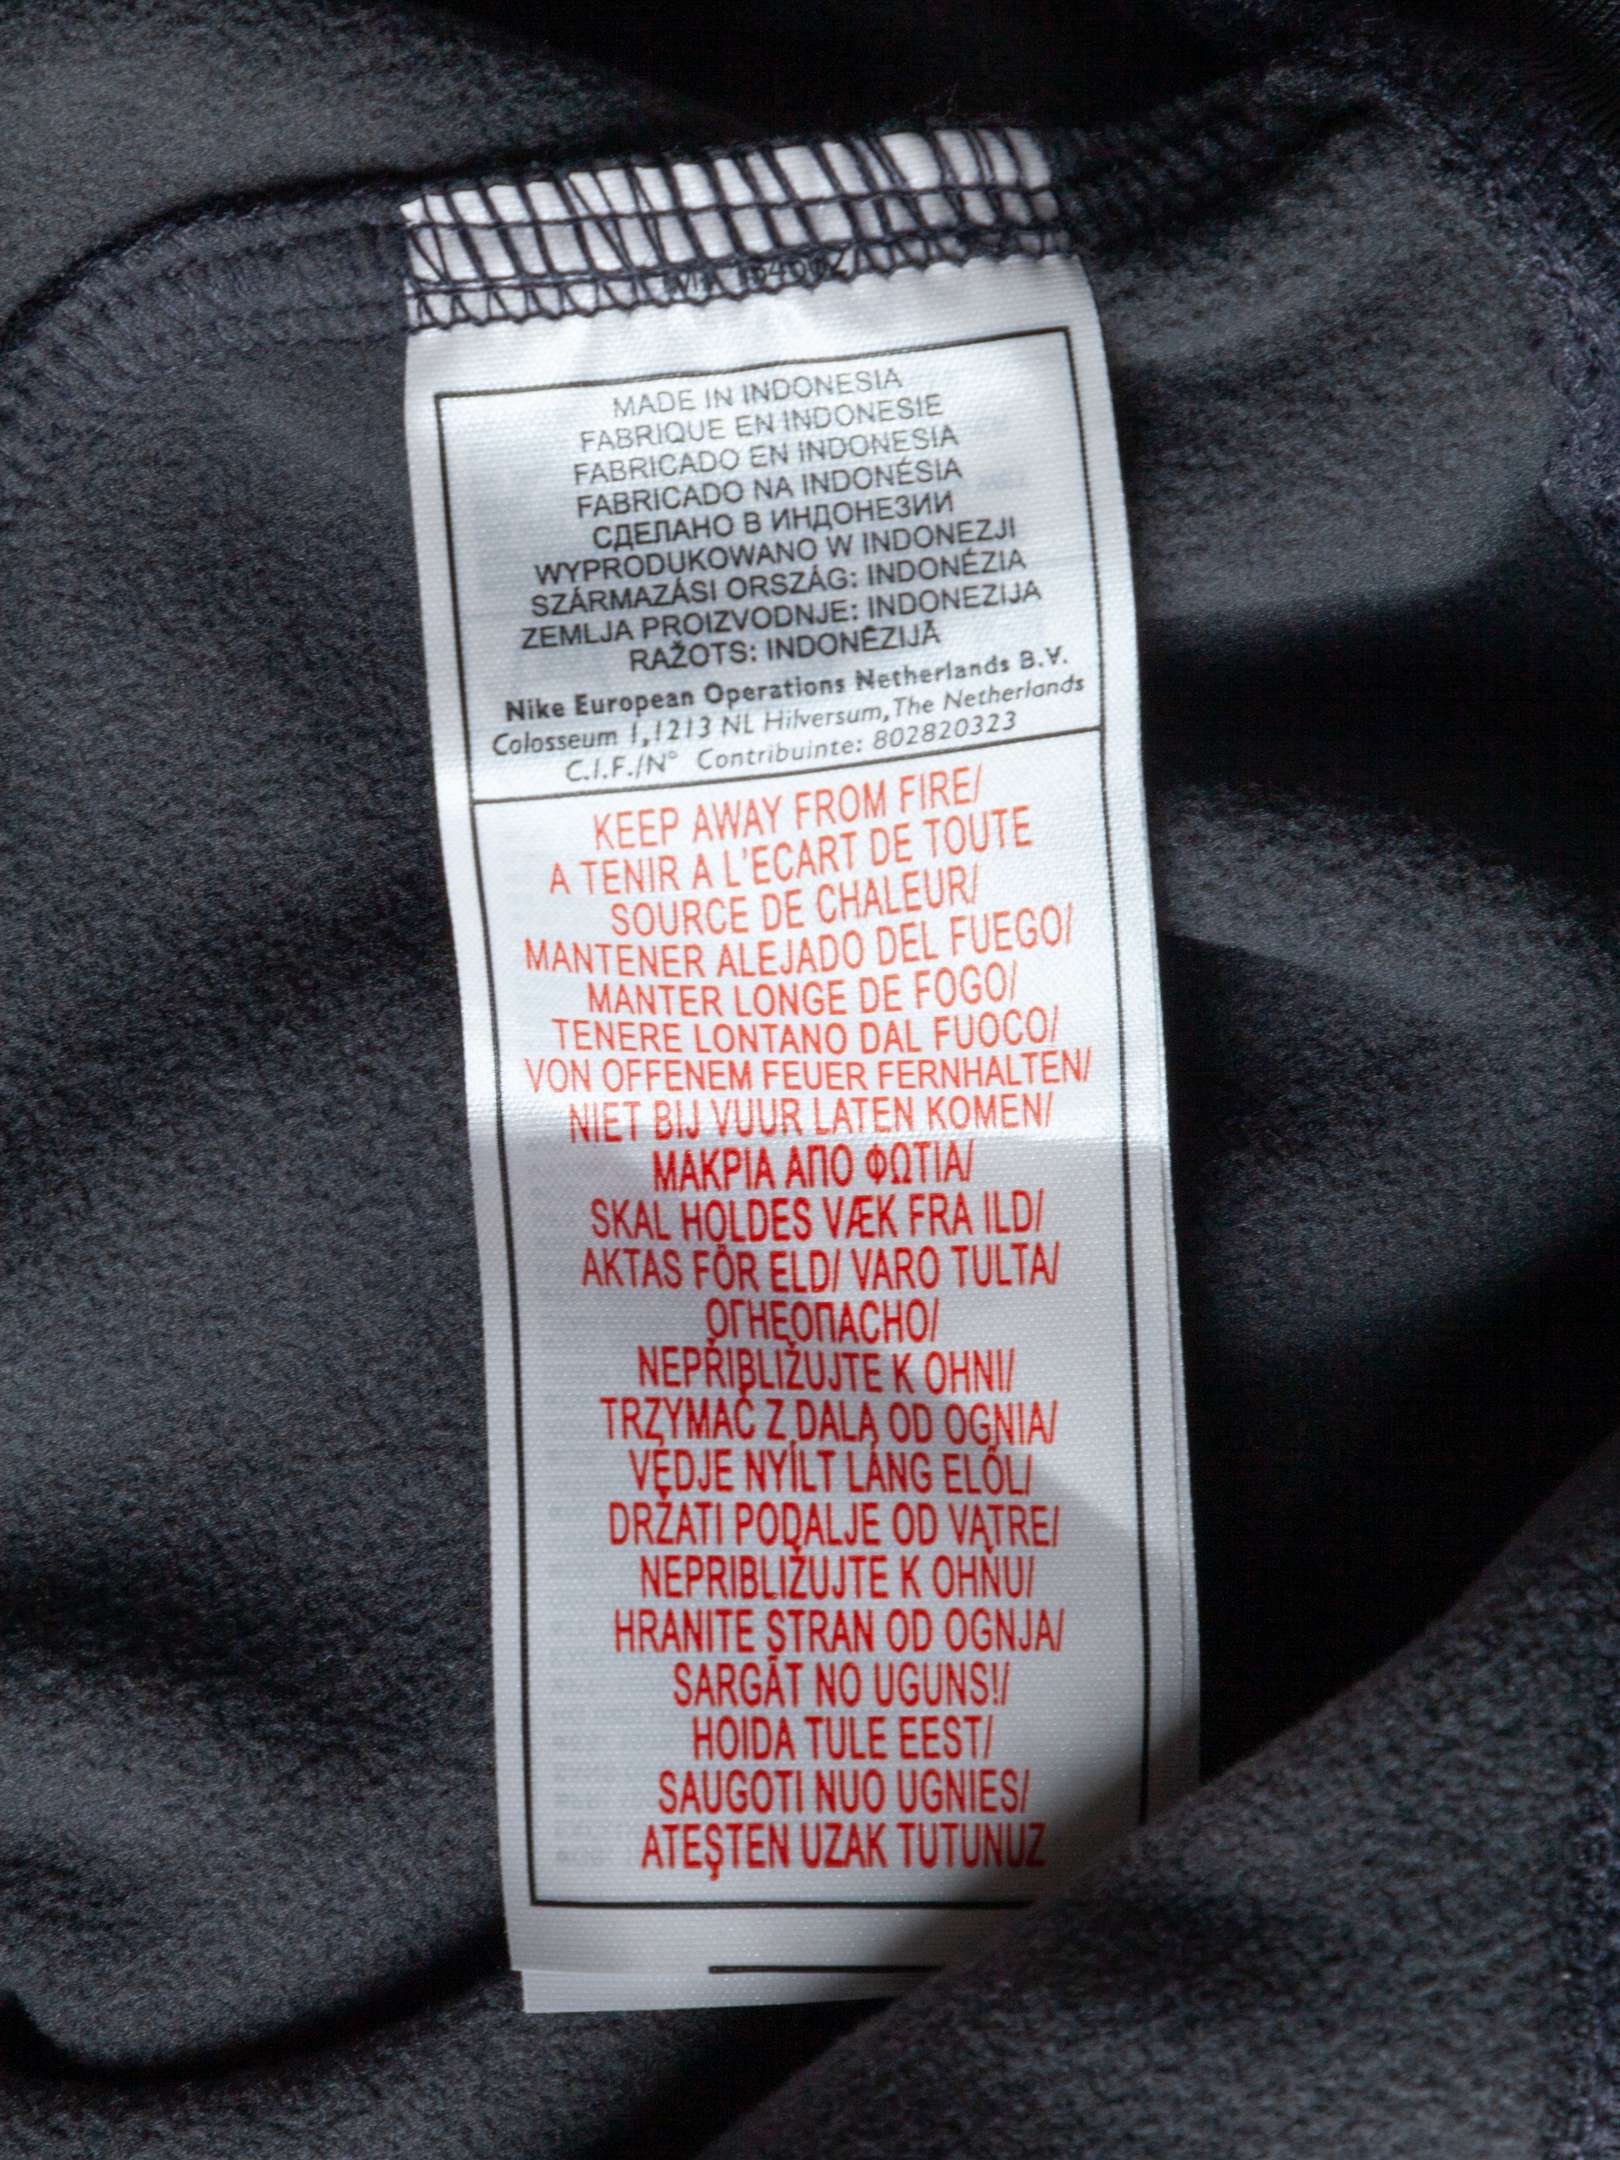 MADE IN INDONESIA
FABRIQUE EN INDONESIE
FABRICADO EN INDONESIA
FABRICADO NA INDONÉSIA
СДЕЛАНО В ИНДОНЕЗИИ
WYPRODUKOWANO W INDONEZJI
SZÁRMAZÁSI ORSZÁG: INDONÉZIA
ZEMLJA PROIZVODNJE: INDONEZIJA
RAŽOTS: INDONĒZIJĀ
Nike European Operations Netherlands B.V.
Colosseum 1,1213 NL Hilversum,The Netherlands
C.I.F./N° Contribuinte: 802820323
KEEP AWAY FROM FIRE/
A TENIR A L'ECART DE TOUTE
SOURCE DE CHALEUR/
MANTENER ALEJADO DEL FUEGO/
MANTER LONGE DE FOGO/
TENERE LONTANO DAL FUOCO/
VON OFFENEM FEUER FERNHALTEN/
NIET BIJ VUUR LATEN KOMEN/
ΜΑΚΡΙΑ ΑΠΟ ΦΩΤΙΑ/
SKAL HOLDES VÆK FRA ILD/
AKTAS FÖR ELD/ VARO TULTA/
ОГНЕОПАСНО/
NEPŘIBLIŽUJTE K OHNI/
TRZYMAĆ Z DALA OD OGNIA/
VÉDJE NYÍLT LÁNG ELŐL/
DRŽATI PODALJE OD VATRE/
NEPRIBLIŽUJTE K OHŇU/
HRANITE STRAN OD OGNJA/
SARGĀT NO UGUNS!/
HOIDA TULE EEST/
SAUGOTI NUO UGNIES/
ATEŞTEN UZAK TUTUNUZ